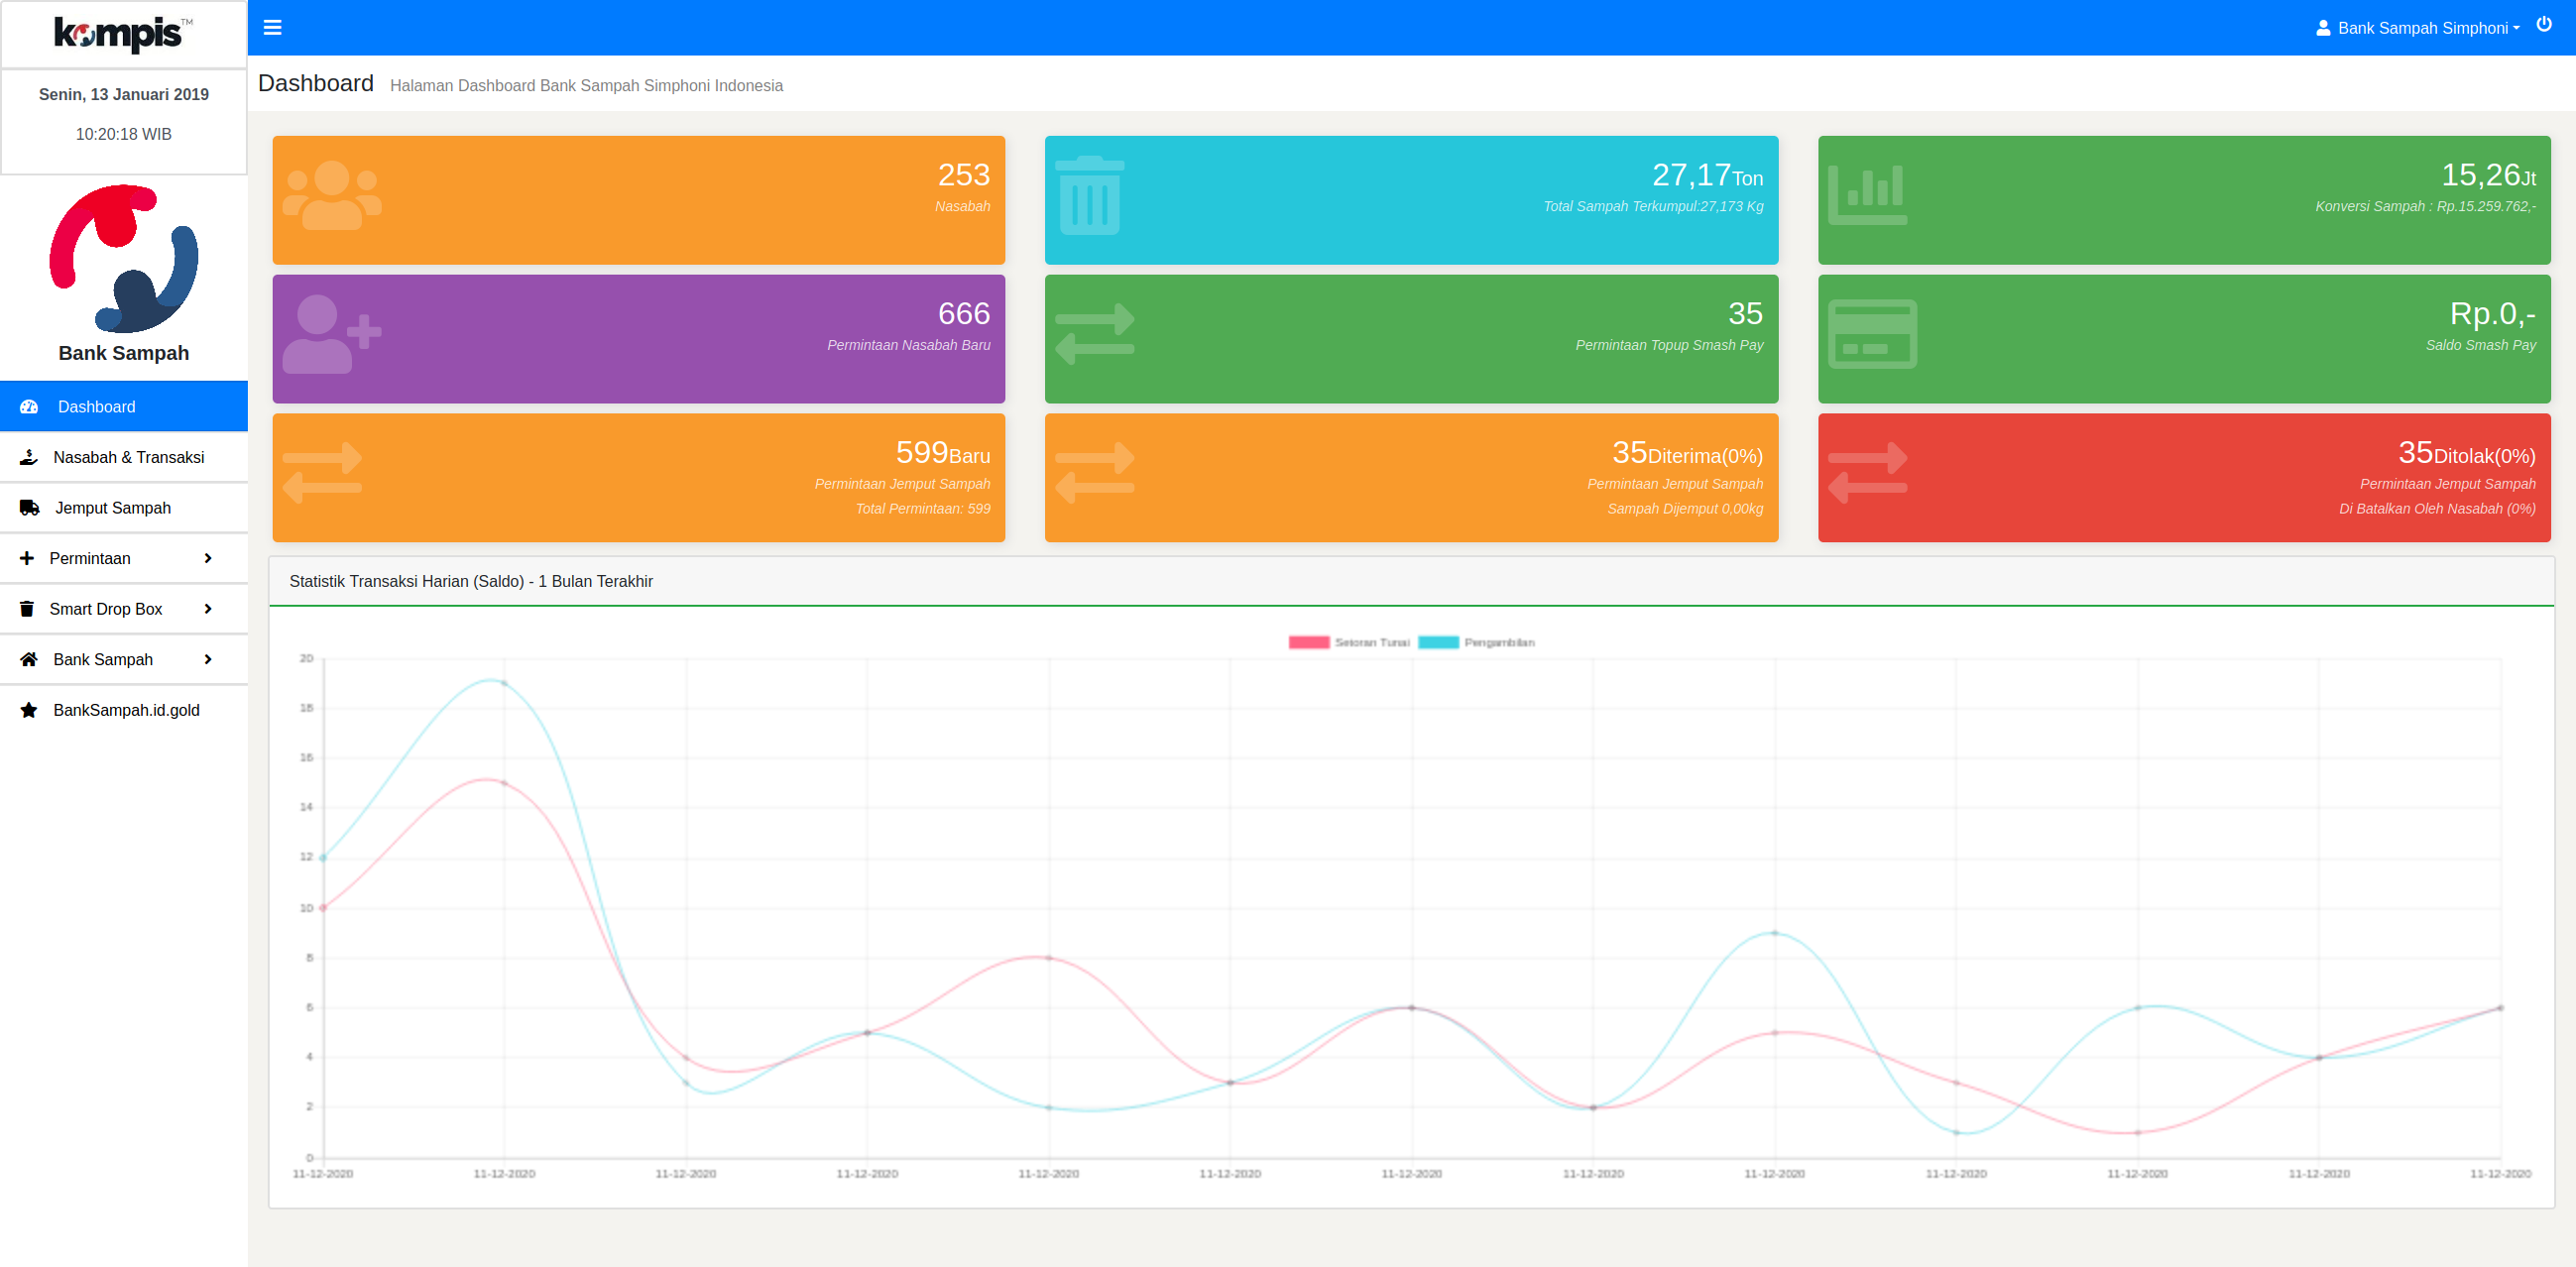 kompis™
Senin, 13 Januari 2019
10:20:18 WIB
Bank Sampah
Dashboard
Nasabah & Transaksi
Jemput Sampah
Permintaan
Smart Drop Box
Bank Sampah
BankSampah.id.gold
Bank Sampah Simphoni
Dashboard Halaman Dashboard Bank Sampah Simphoni Indonesia
253
Nasabah
27,17Ton
Total Sampah Terkumpul:27,173 Kg
15,26Jt
Konversi Sampah : Rp.15.259.762,-
666
Permintaan Nasabah Baru
35
Permintaan Topup Smash Pay
Rp.0,-
Saldo Smash Pay
599Baru
Permintaan Jemput Sampah
Total Permintaan: 599
35Diterima(0%)
Permintaan Jemput Sampah
Sampah Dijemput 0,00kg
35Ditolak(0%)
Permintaan Jemput Sampah
Di Batalkan Oleh Nasabah (0%)
Statistik Transaksi Harian (Saldo) - 1 Bulan Terakhir
Setoran Tunai Pengambilan
20
18
16
14
12
10
8
6
4
2
0
11-12-2020 11-12-2020 11-12-2020 11-12-2020 11-12-2020 11-12-2020 11-12-2020 11-12-2020 11-12-2020 11-12-2020 11-12-2020 11-12-2020 11-12-2020